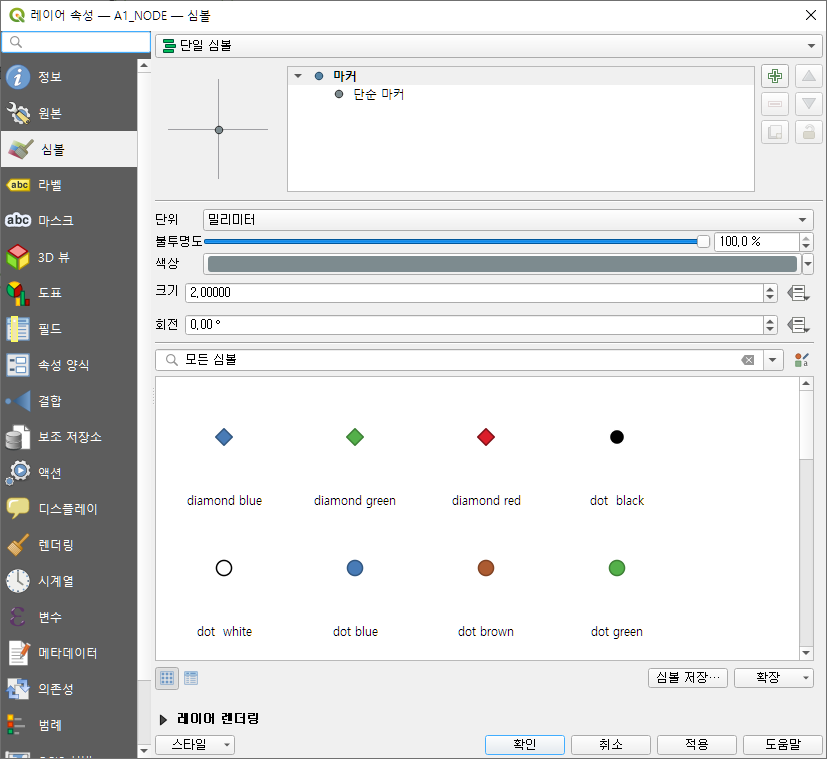 레이어 속성 — A1_NODE — 심볼
단일 심볼
정보
원본
심볼
abc 라벨
abc 마스크
3D 뷰
도표
필드
속성 양식
결합
보조 저장소
액션
디스플레이
렌더링
시계열
변수
메타데이터
의존성
범례
마커
단순 마커
단위 밀리미터
불투명도 100,0 %
색상
크기 2,00000
회전 0,00 °
모든 심볼
diamond blue diamond green diamond red dot  black
dot  white dot blue dot brown dot green
심볼 저장… 확장
레이어 렌더링
스타일 확인 취소 적용 도움말